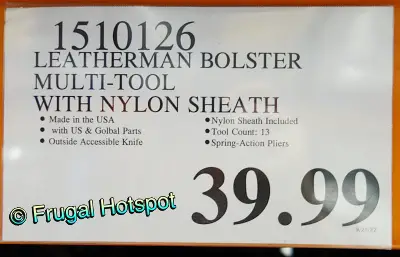 1510126
LEATHERMAN BOLSTER
MULTI-TOOL
WITH NYLON SHEATH
• Made in the USA
• with US & Golbal Parts
• Outside Accessible Knife
• Nylon Sheath Included
• Tool Count: 13
• Spring-Action Pliers
39.99
© Frugal Hotspot